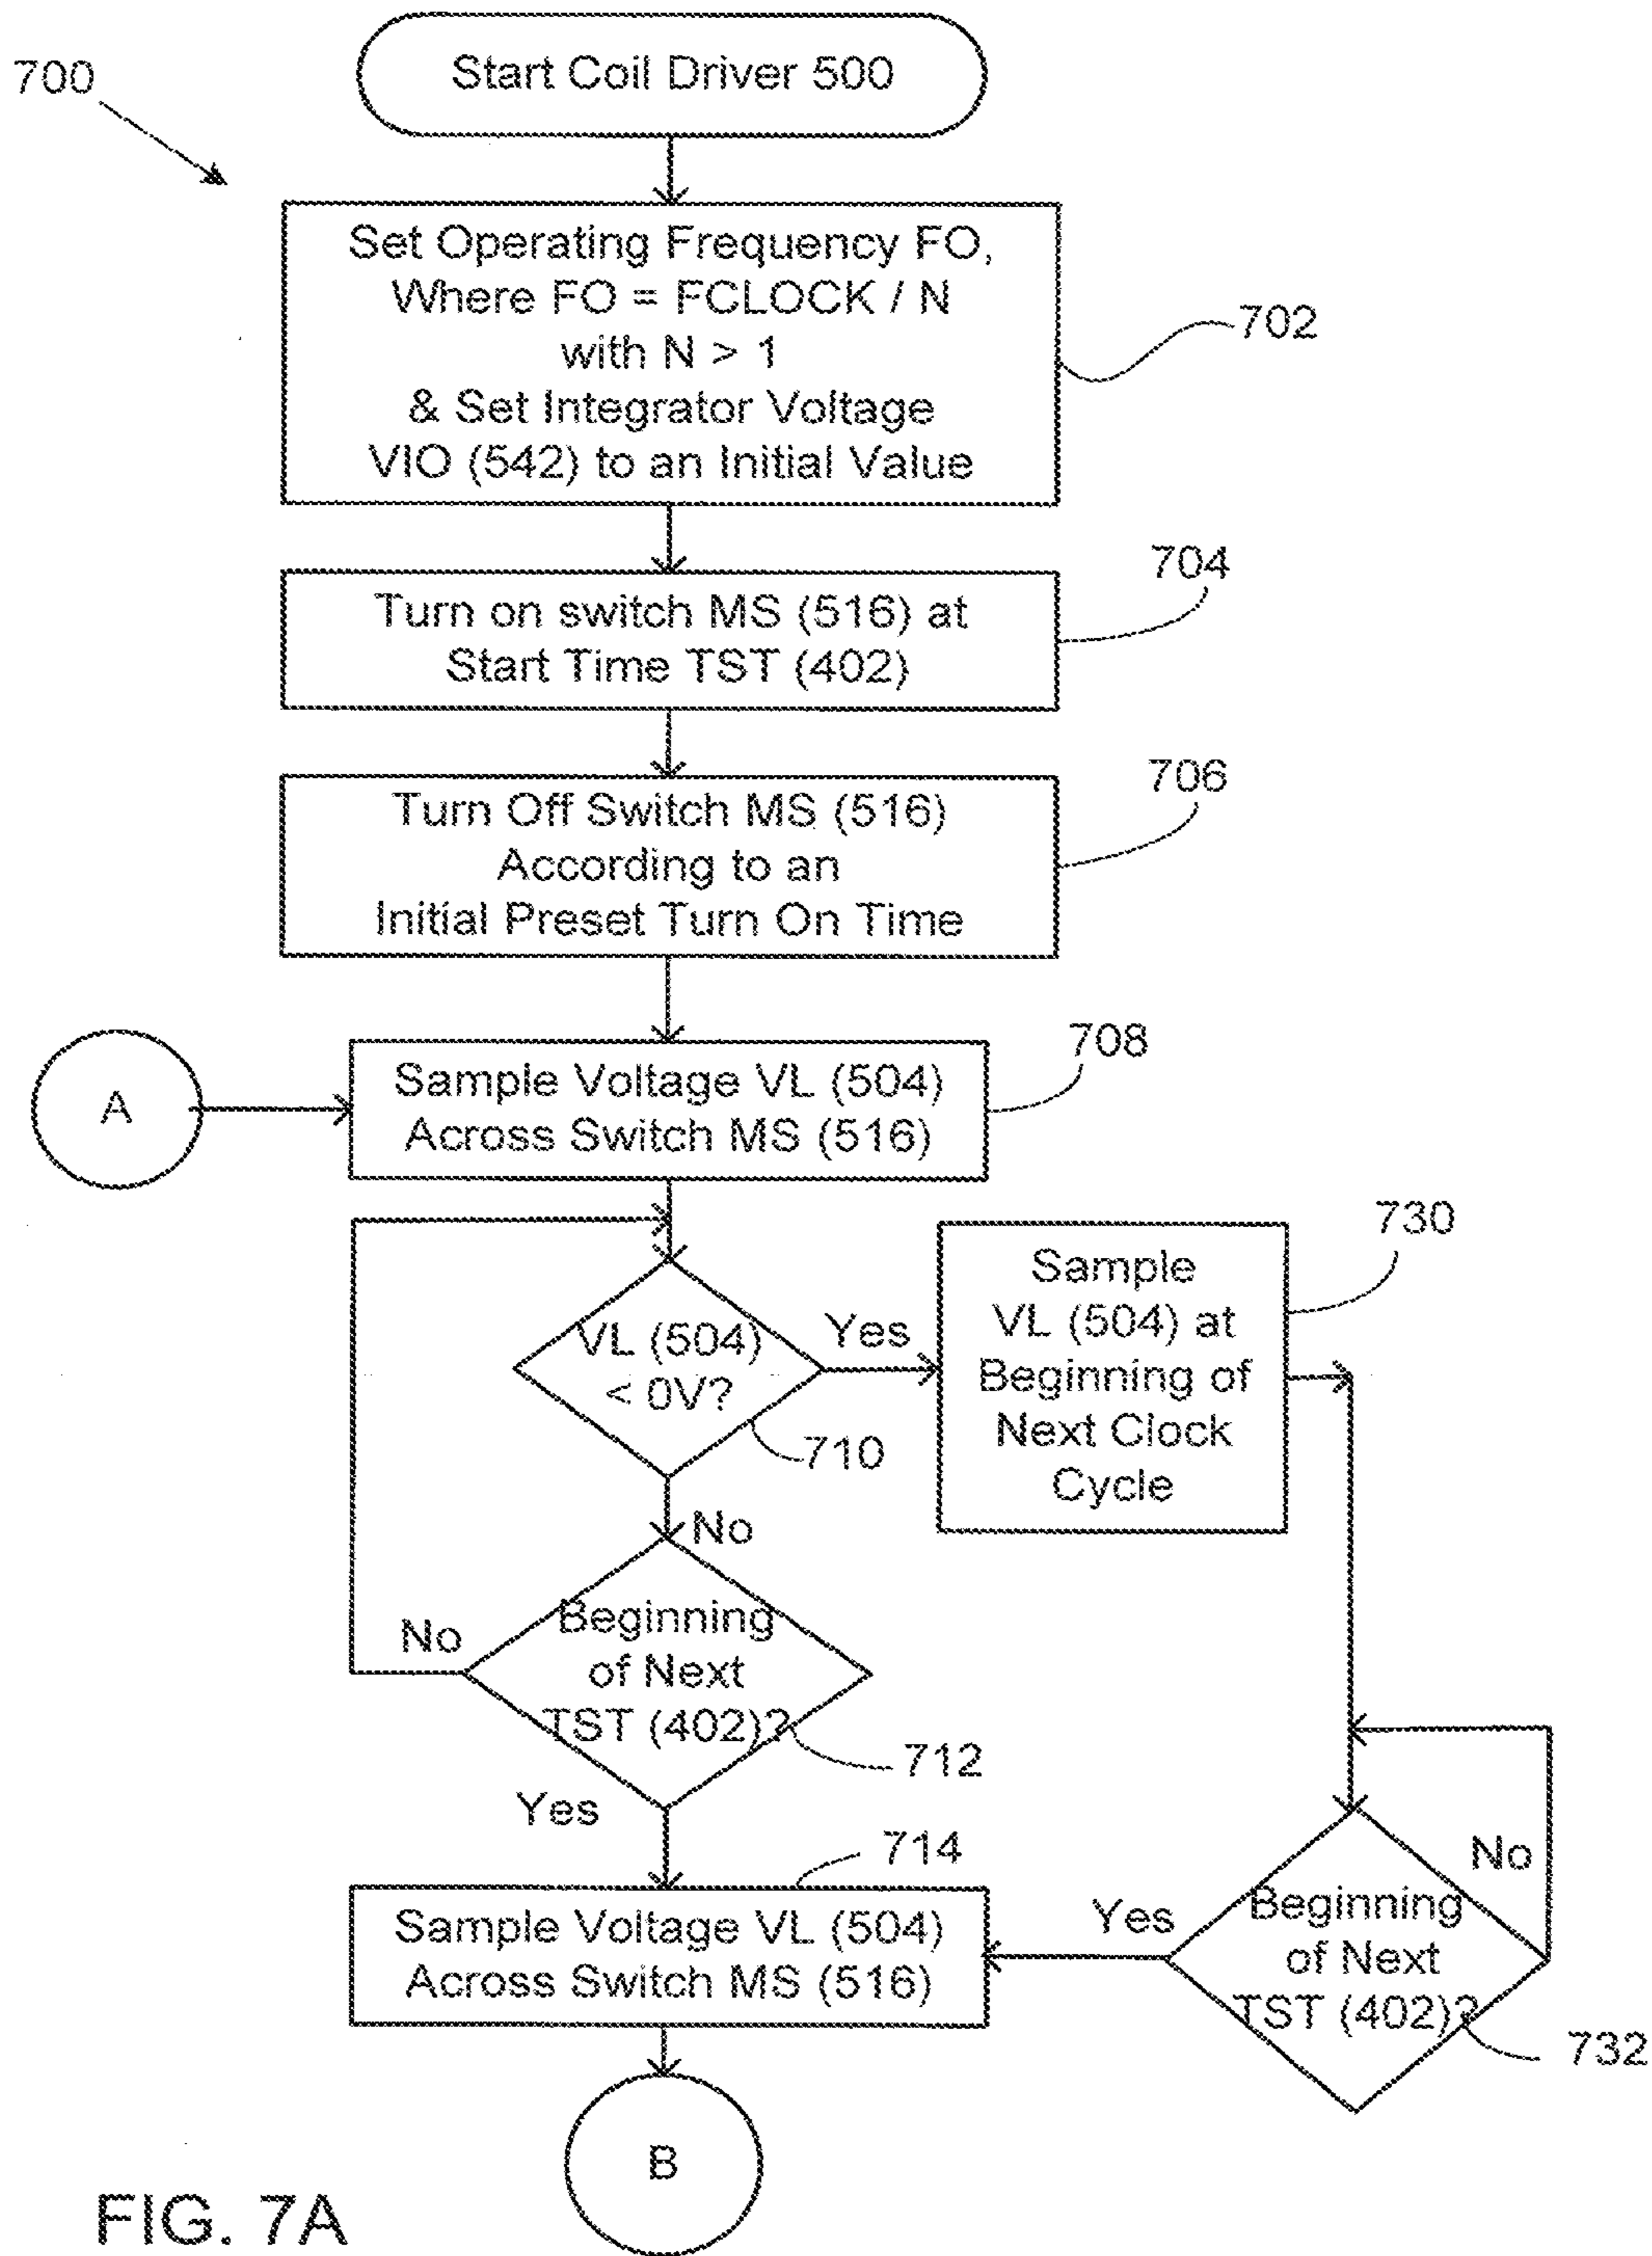 Start Coil Driver 500
700
Set Operating Frequency FO,
Where FO = FCLOCK / N
with N > 1
& Set Integrator Voltage
VIO (542) to an Initial Value
702
Turn on switch MS (516) at
Start Time TST (402)
704
Turn Off Switch MS (516)
According to an
Initial Preset Turn On Time
706
A
Sample Voltage VL (504)
Across Switch MS (516)
708
VL (504)
< 0V?
710
Yes
No
Sample
VL (504) at
Beginning of
Next Clock
Cycle
730
Beginning
of Next
TST (402)?
712
No
Yes
714
Sample Voltage VL (504)
Across Switch MS (516)
Yes
No
Beginning
of Next
TST (402)?
732
B
FIG. 7A